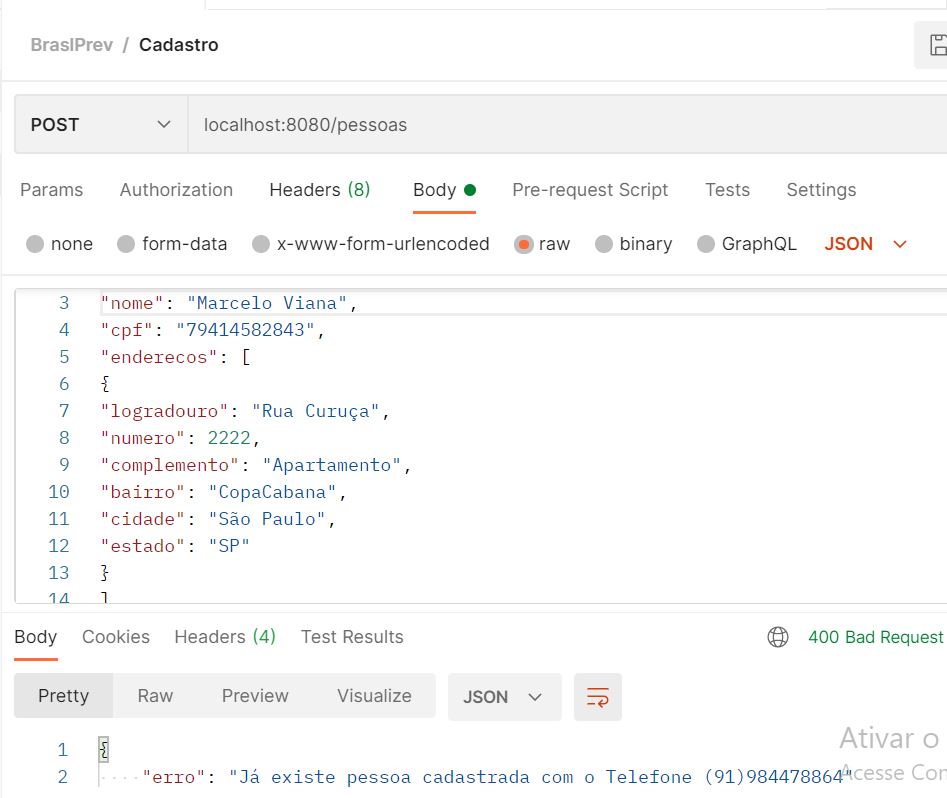 BraslPrev / Cadastro
POST localhost:8080/pessoas
Params Authorization Headers (8) Body Pre-request Script Tests Settings
none form-data x-www-form-urlencoded raw binary GraphQL JSON
3 "nome": "Marcelo Viana",
4 "cpf": "79414582843",
5 "enderecos": [
6 {
7 "logradouro": "Rua Curuça",
8 "numero": 2222,
9 "complemento": "Apartamento",
10 "bairro": "CopaCabana",
11 "cidade": "São Paulo",
12 "estado": "SP"
13 }
14 ]
Body Cookies Headers (4) Test Results 400 Bad Request
Pretty Raw Preview Visualize JSON
Ativar o
1 {
2 "erro": "Já existe pessoa cadastrada com o Telefone (91)984478864"
Acesse Con